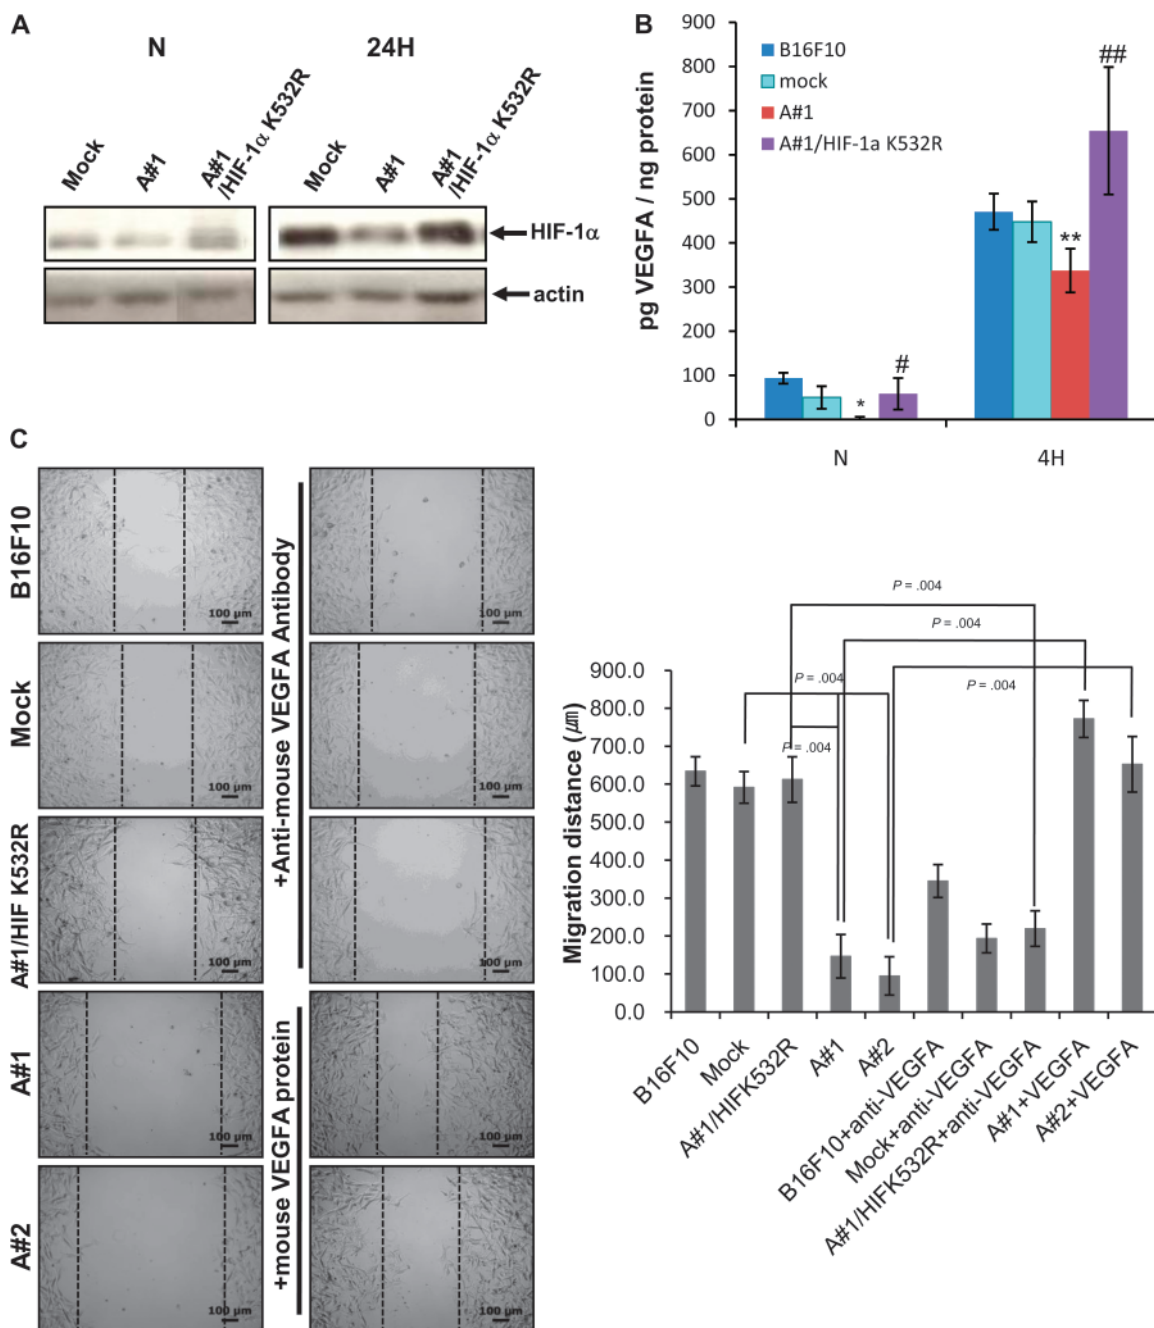 A
N
24H
Mock
A#1
A#1
/HIF-1α K532R
Mock
A#1
A#1
/HIF-1α K532R
HIF-1α
actin
B
pg VEGFA / ng protein
900
800
700
600
500
400
300
200
100
0
B16F10
mock
A#1
A#1/HIF-1a K532R
*
#
**
##
N
4H
C
B16F10
Mock
A#1/HIF K532R
A#1
A#2
+Anti-mouse VEGFA Antibody
+mouse VEGFA protein
100 µm
100 µm
100 µm
100 µm
100 µm
100 µm
100 µm
100 µm
100 µm
100 µm
P = .004
P = .004
P = .004
P = .004
P = .004
Migration distance (㎛)
900.0
800.0
700.0
600.0
500.0
400.0
300.0
200.0
100.0
0.0
B16F10
Mock
A#1/HIFK532R
A#1
A#2
B16F10+anti-VEGFA
Mock+anti-VEGFA
A#1/HIFK532R+anti-VEGFA
A#1+VEGFA
A#2+VEGFA